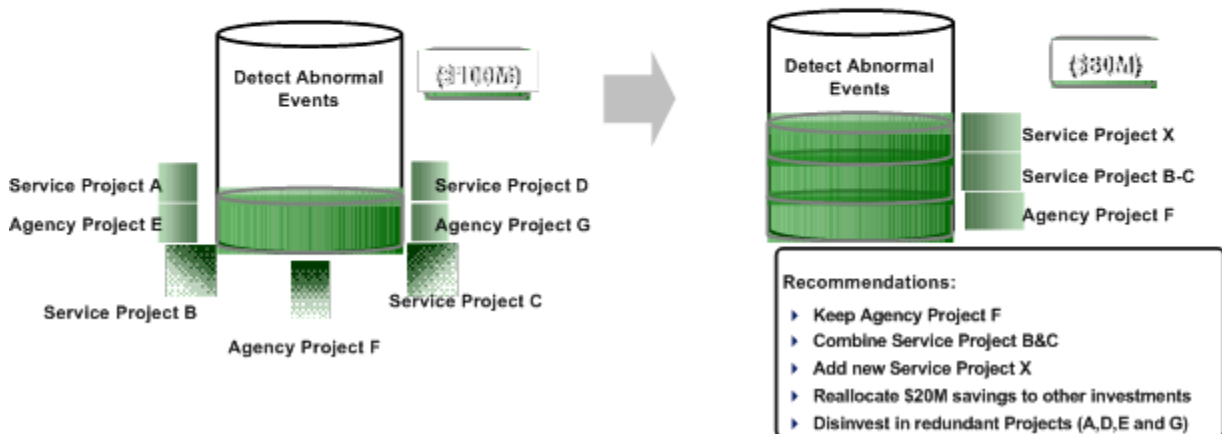 Detect Abnormal
Events
($100M)
Service Project A
Service Project D
Agency Project E
Agency Project G
Service Project B
Service Project C
Agency Project F
Detect Abnormal
Events
($80M)
Service Project X
Service Project B-C
Agency Project F
Recommendations:
Keep Agency Project F
Combine Service Project B&C
Add new Service Project X
Reallocate $20M savings to other investments
Disinvest in redundant Projects (A,D,E and G)